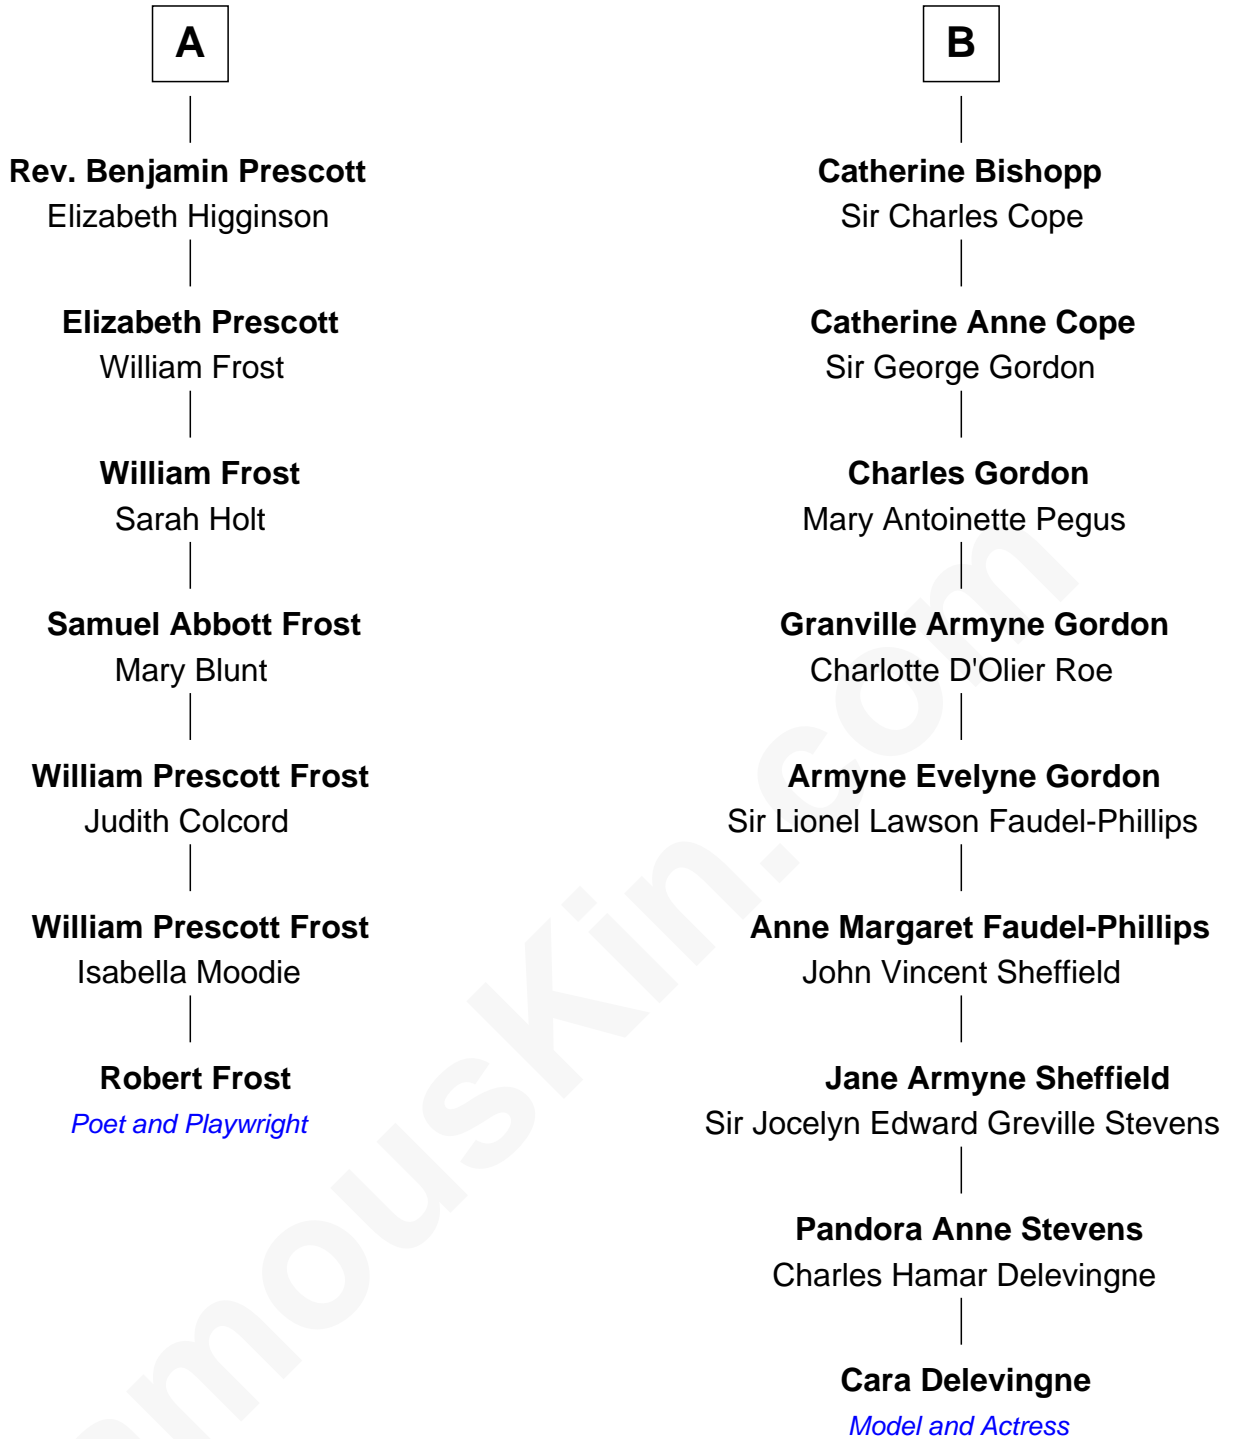 A
Rev. Benjamin Prescott
Elizabeth Higginson
Elizabeth Prescott
William Frost
William Frost
Sarah Holt
Samuel Abbott Frost
Mary Blunt
William Prescott Frost
Judith Colcord
William Prescott Frost
Isabella Moodie
Robert Frost
Poet and Playwright
B
Catherine Bishopp
Sir Charles Cope
Catherine Anne Cope
Sir George Gordon
Charles Gordon
Mary Antoinette Pegus
Granville Armyne Gordon
Charlotte D'Olier Roe
Armyne Evelyne Gordon
Sir Lionel Lawson Faudel-Phillips
Anne Margaret Faudel-Phillips
John Vincent Sheffield
Jane Armyne Sheffield
Sir Jocelyn Edward Greville Stevens
Pandora Anne Stevens
Charles Hamar Delevingne
Cara Delevingne
Model and Actress
amouskin.com